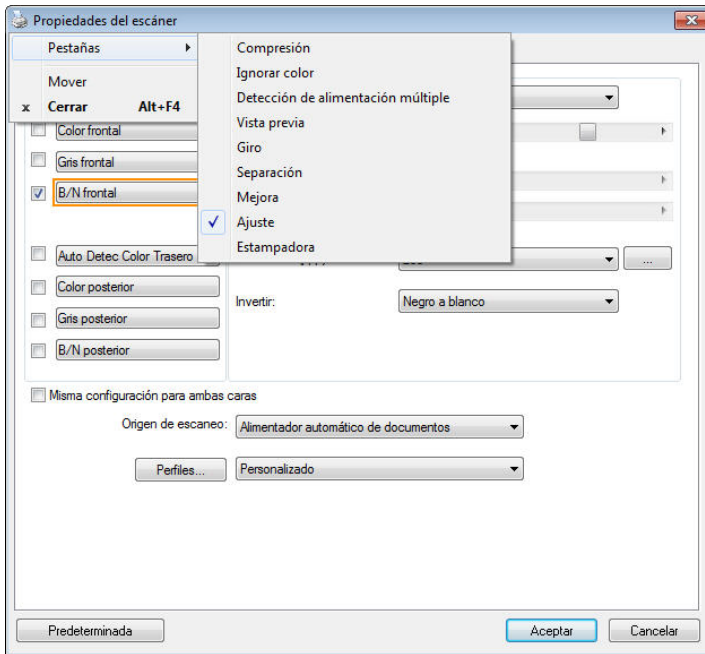 Propiedades del escáner
Pestañas
Mover
x Cerrar Alt+F4
Compresión
Ignorar color
Detección de alimentación múltiple
Vista previa
Giro
Separación
Mejora
Ajuste
Estampadora
Color frontal
Gris frontal
B/N frontal
Auto Detec Color Trasero
Color posterior
Gris posterior
B/N posterior
...
Invertir:
Negro a blanco
Misma configuración para ambas caras
Origen de escaneo:
Alimentador automático de documentos
Perfiles...
Personalizado
Predeterminada
Aceptar
Cancelar